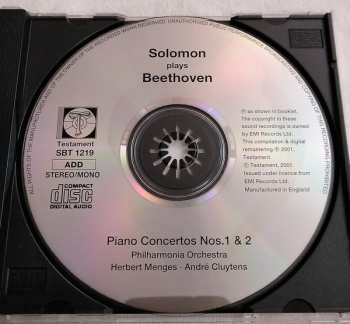 Solomon
plays
Beethoven
Testament
SBT 1219
ADD
STEREO/MONO
COMPACT
disc
DIGITAL AUDIO
℗ as shown in booklet.
The copyright in these
sound recordings is owned
by EMI Records Ltd.
This compilation & digital
remastering ℗ 2001,
Testament
© Testament, 2001
Issued under licence from
EMI Records Ltd.
Manufactured in England
Piano Concertos Nos.1 & 2
Philharmonia Orchestra
Herbert Menges · André Cluytens